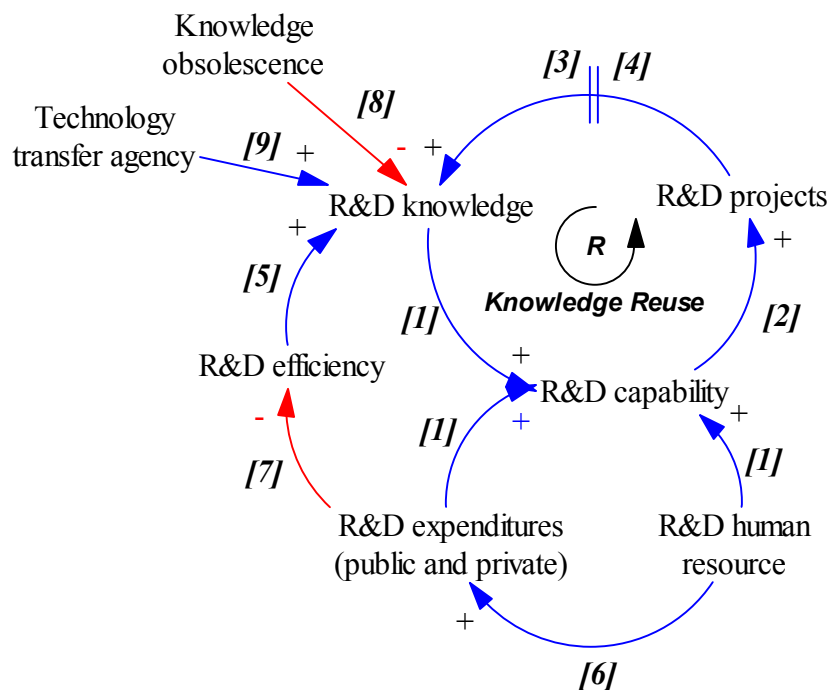 Knowledge
obsolescence
[3]
[4]
[8]
Technology
transfer agency
[9]
+
-
+
R&D knowledge
R&D projects
+
+
R
Knowledge Reuse
[5]
[1]
[2]
R&D efficiency
+
R&D capability
-
+
+
[1]
[1]
[7]
R&D expenditures
(public and private)
R&D human
resource
+
[6]